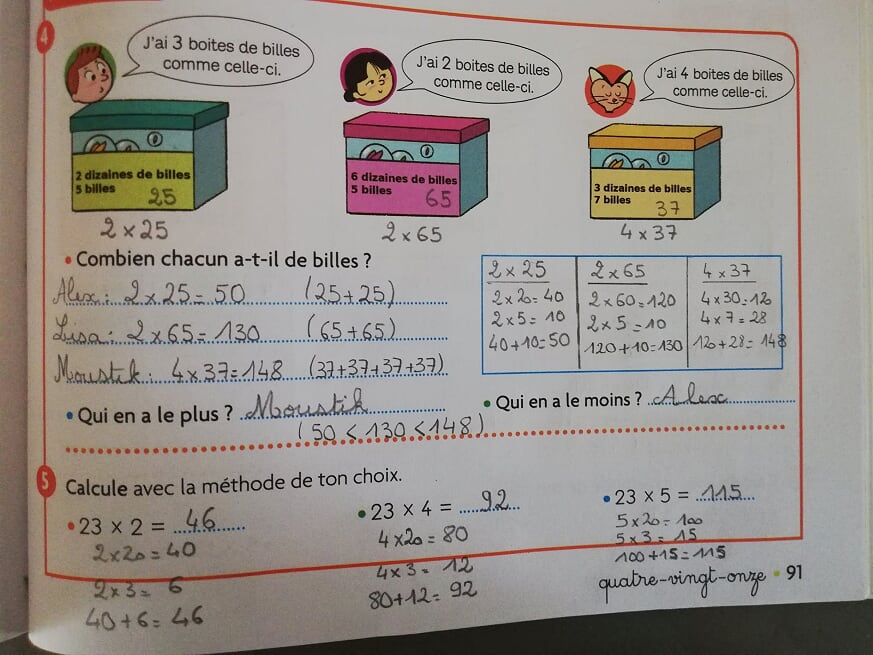 4
J'ai 3 boites de billes
comme celle-ci.
J'ai 2 boites de billes
comme celle-ci.
J'ai 4 boites de billes
comme celle-ci.
2 dizaines de billes
5 billes 25
6 dizaines de billes
5 billes 65
3 dizaines de billes
7 billes 37
2 x 25
2 x 65
4 x 37
• Combien chacun a-t-il de billes ?
Alex : 2 x 25 = 50 (25+25)
Lisa : 2 x 65 = 130 (65+65)
Moustik : 4 x 37 = 148 (37+37+37+37)
2 x 25
2 x 20 = 40
2 x 5 = 10
40 + 10 = 50
2 x 65
2 x 60 = 120
2 x 5 = 10
120 + 10 = 130
4 x 37
4 x 30 = 120
4 x 7 = 28
120 + 28 = 148
• Qui en a le plus ? Moustik
(50 < 130 < 148)
• Qui en a le moins ? Alex
5
Calcule avec la méthode de ton choix.
• 23 x 2 = 46
2 x 20 = 40
2 x 3 = 6
40 + 6 = 46
• 23 x 4 = 92
4 x 20 = 80
4 x 3 = 12
80 + 12 = 92
• 23 x 5 = 115
5 x 20 = 100
5 x 3 = 15
100 + 15 = 115
quatre-vingt-onze • 91